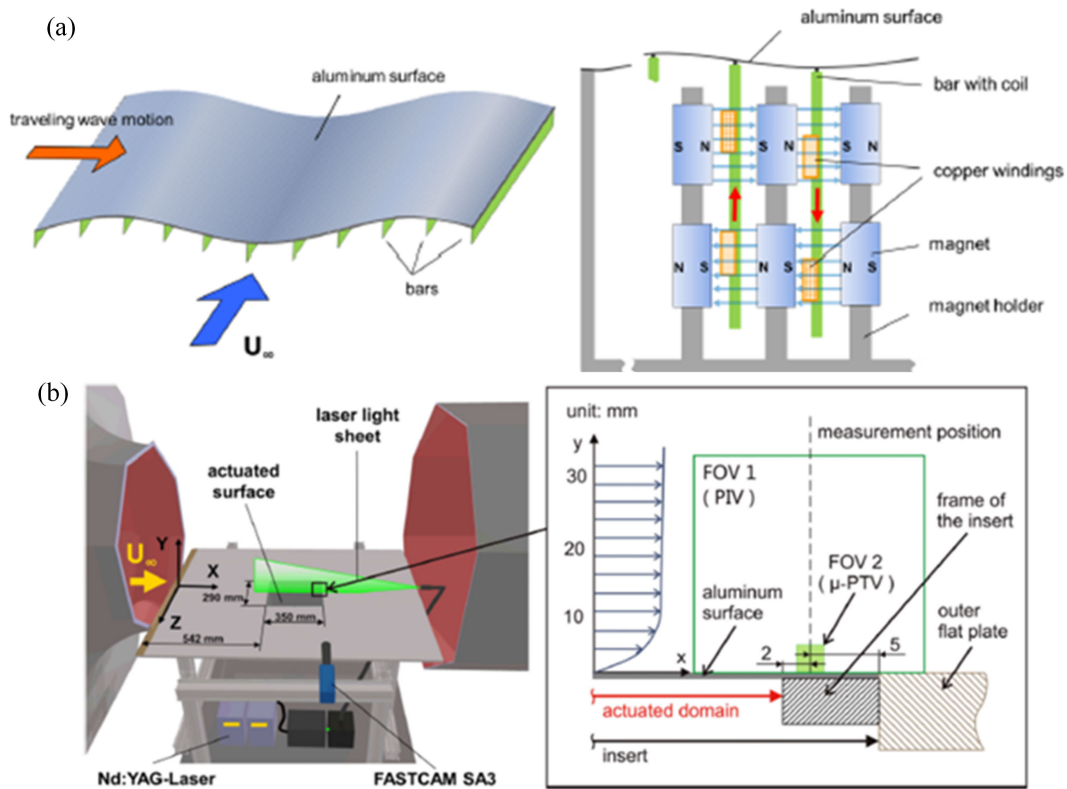 (a)
aluminum surface
traveling wave motion
bars
U∞
aluminum surface
bar with coil
S N
copper windings
N S
N S
N S
magnet
magnet holder
(b)
laser light
sheet
actuated
surface
U∞
Y
X
Z
290 mm
350 mm
542 mm
Nd:YAG-Laser
FASTCAM SA3
unit: mm
y
30
20
10
measurement position
FOV 1
( PIV )
frame of
the insert
FOV 2
( μ-PTV )
aluminum
surface
outer
flat plate
2
5
x
actuated domain
insert